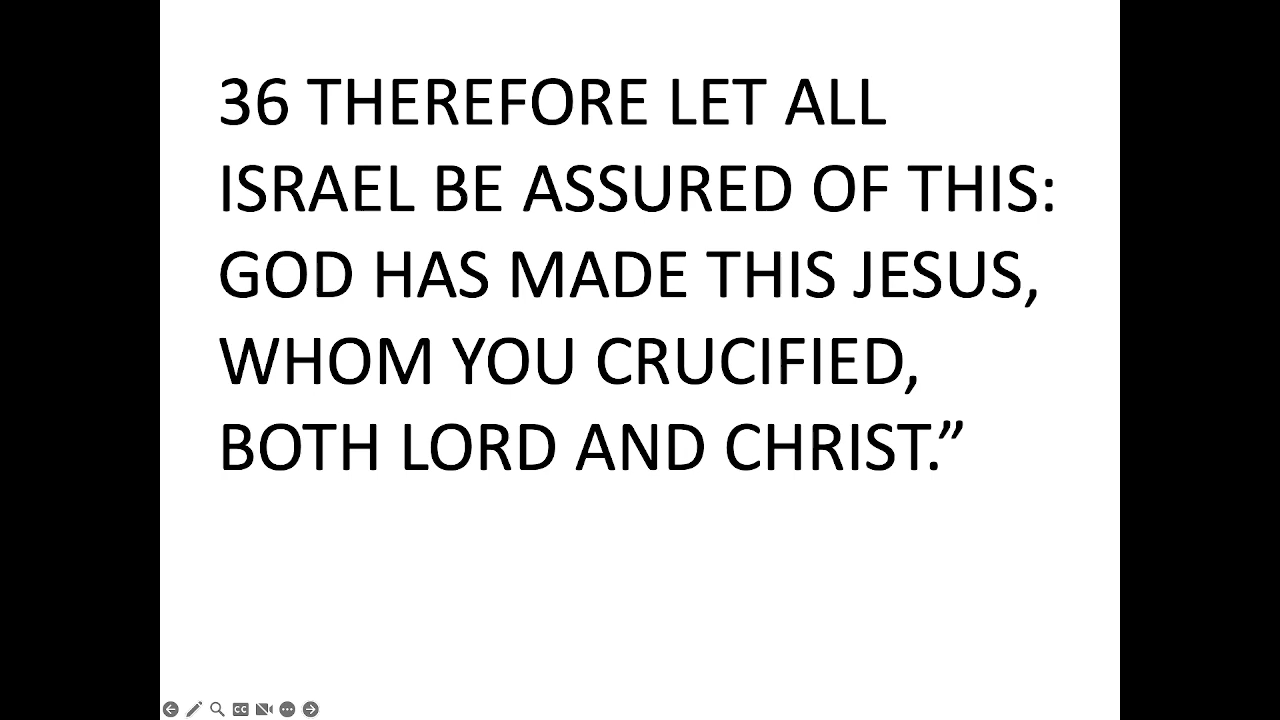 36 THEREFORE LET ALL
ISRAEL BE ASSURED OF THIS:
GOD HAS MADE THIS JESUS,
WHOM YOU CRUCIFIED,
BOTH LORD AND CHRIST.”
CC